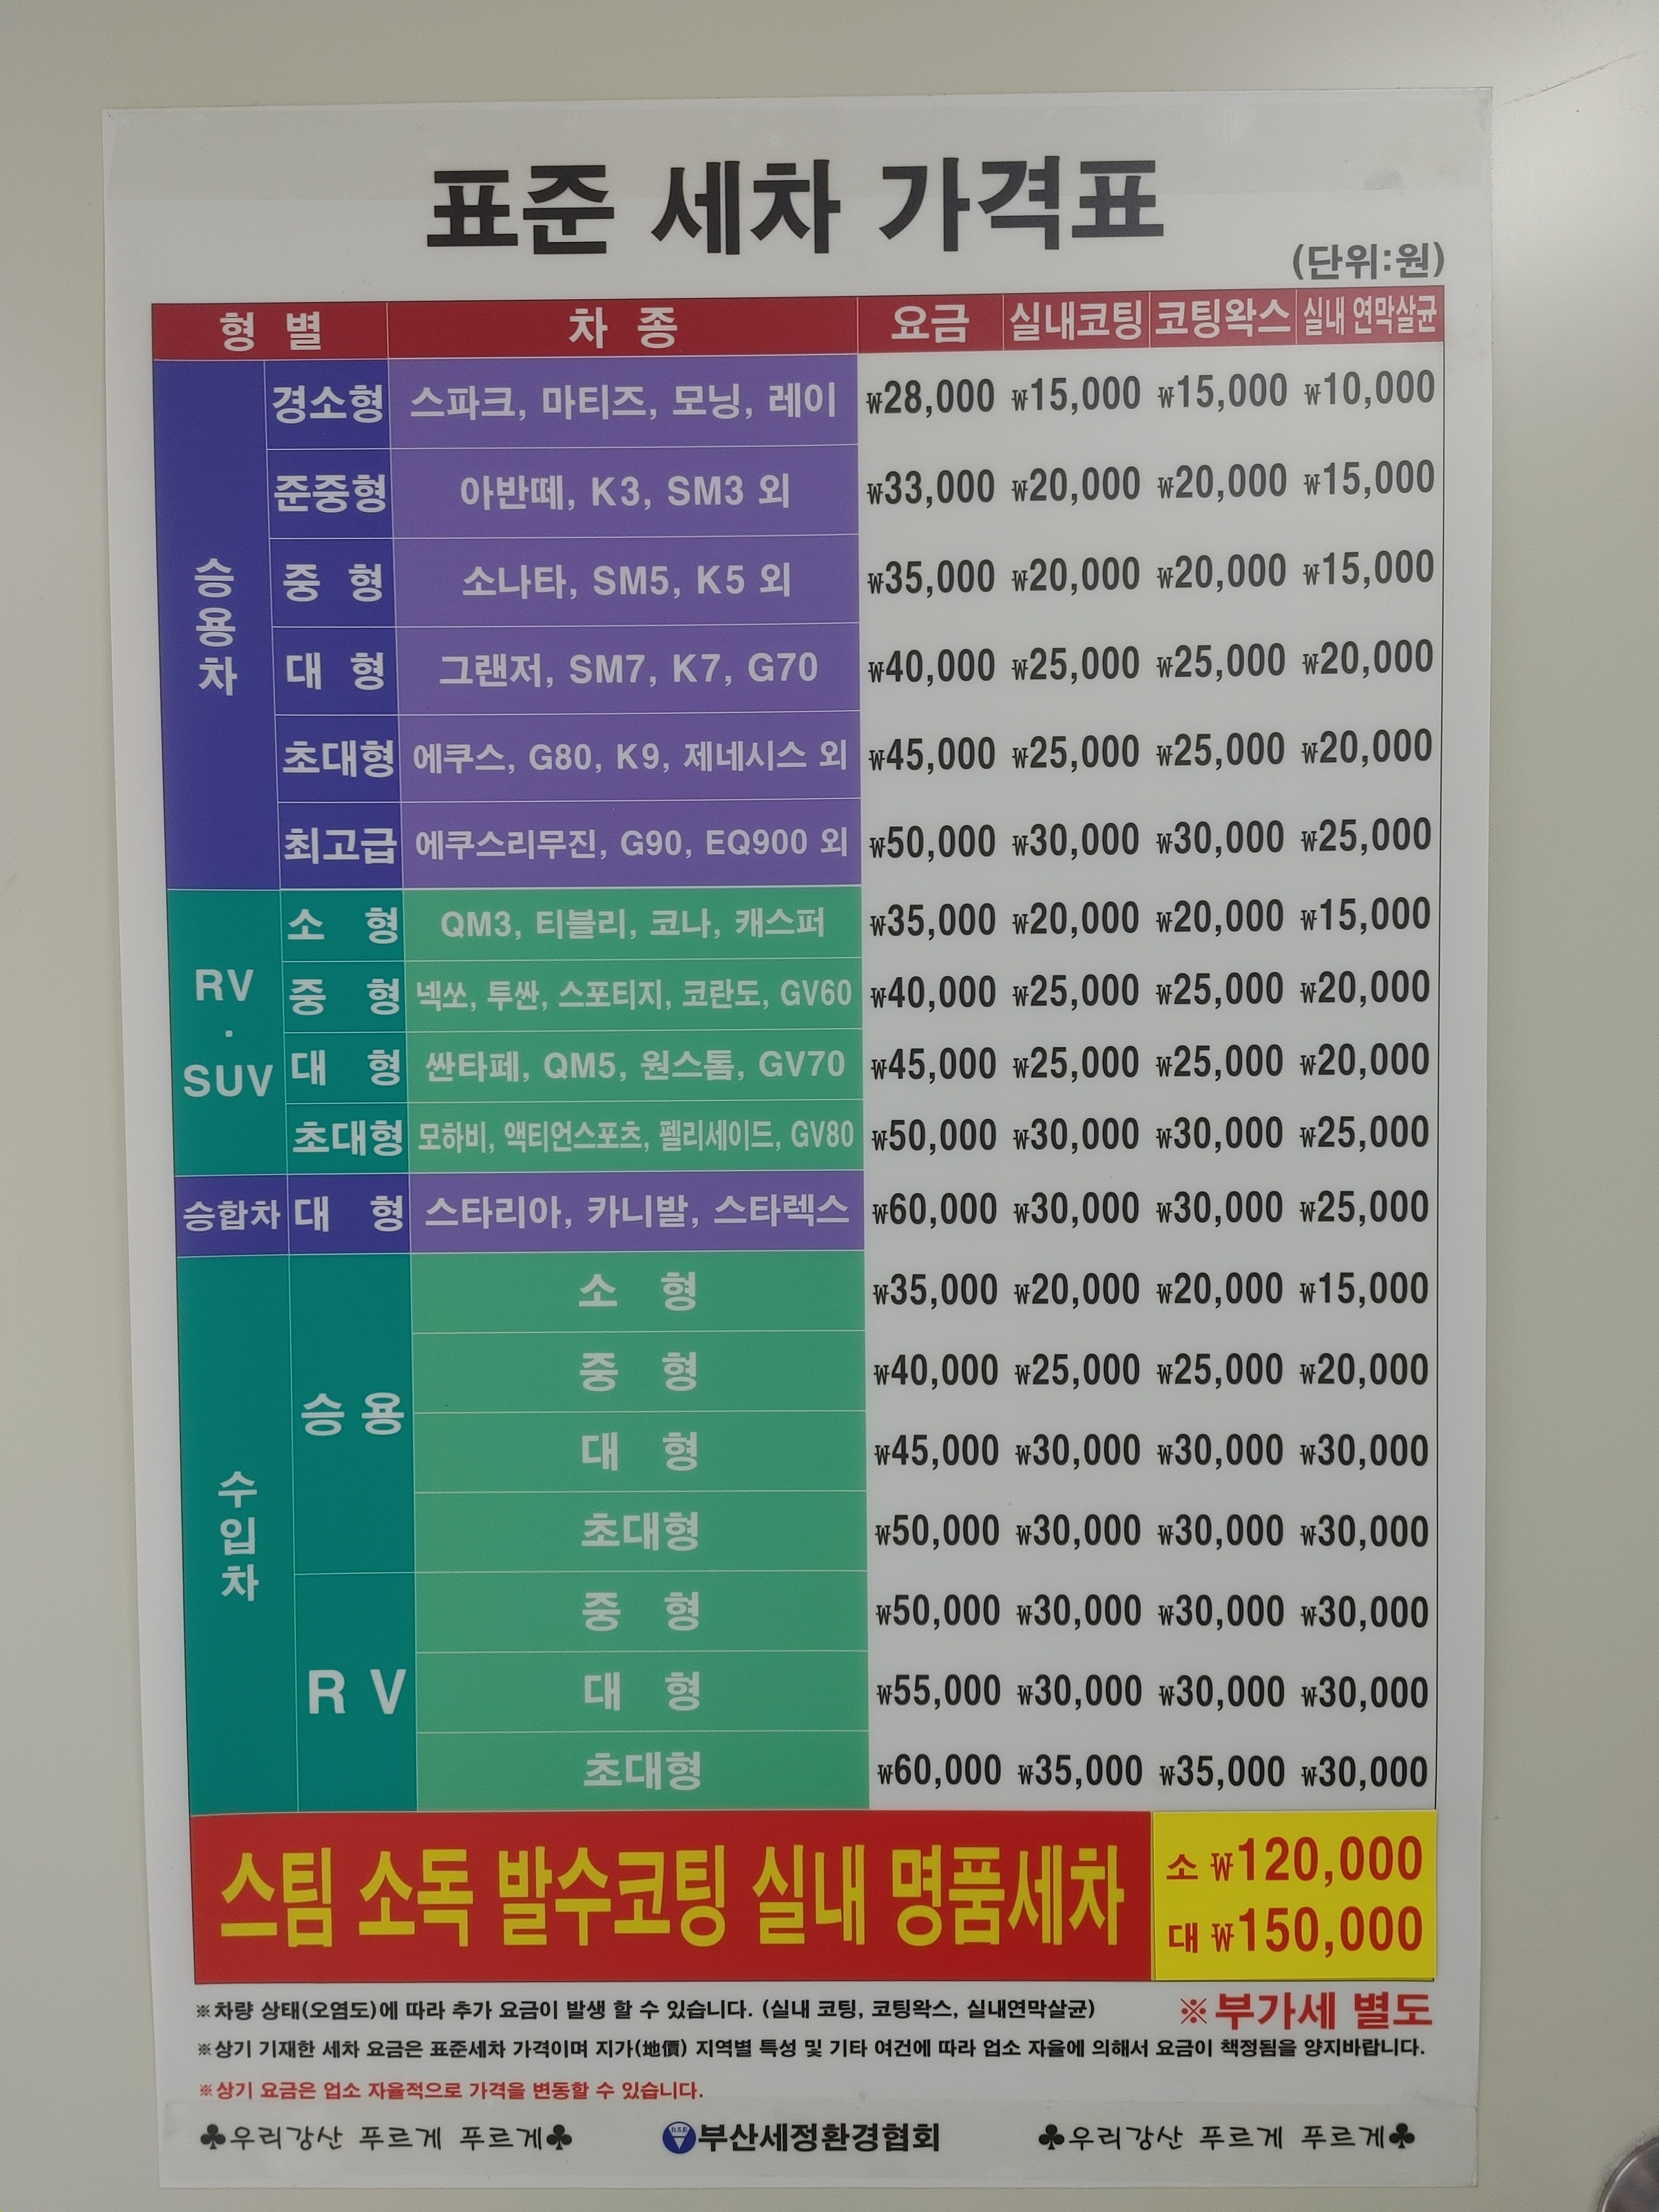 표준 세차 가격표
(단위:원)
형 별 차 종 요금 실내코팅 코팅왁스 실내 연막살균
승용차
경소형 스파크, 마티즈, 모닝, 레이 ₩28,000 ₩15,000 ₩15,000 ₩10,000
준중형 아반떼, K3, SM3 외 ₩33,000 ₩20,000 ₩20,000 ₩15,000
중 형 소나타, SM5, K5 외 ₩35,000 ₩20,000 ₩20,000 ₩15,000
대 형 그랜저, SM7, K7, G70 ₩40,000 ₩25,000 ₩25,000 ₩20,000
초대형 에쿠스, G80, K9, 제네시스 외 ₩45,000 ₩25,000 ₩25,000 ₩20,000
최고급 에쿠스리무진, G90, EQ900 외 ₩50,000 ₩30,000 ₩30,000 ₩25,000
RV · SUV
소 형 QM3, 티블리, 코나, 캐스퍼 ₩35,000 ₩20,000 ₩20,000 ₩15,000
중 형 넥쏘, 투싼, 스포티지, 코란도, GV60 ₩40,000 ₩25,000 ₩25,000 ₩20,000
대 형 싼타페, QM5, 윈스톰, GV70 ₩45,000 ₩25,000 ₩25,000 ₩20,000
초대형 모하비, 액티언스포츠, 펠리세이드, GV80 ₩50,000 ₩30,000 ₩30,000 ₩25,000
승합차 대 형 스타리아, 카니발, 스타렉스 ₩60,000 ₩30,000 ₩30,000 ₩25,000
수입차
승 용
소 형 ₩35,000 ₩20,000 ₩20,000 ₩15,000
중 형 ₩40,000 ₩25,000 ₩25,000 ₩20,000
대 형 ₩45,000 ₩30,000 ₩30,000 ₩30,000
초대형 ₩50,000 ₩30,000 ₩30,000 ₩30,000
R V
중 형 ₩50,000 ₩30,000 ₩30,000 ₩30,000
대 형 ₩55,000 ₩30,000 ₩30,000 ₩30,000
초대형 ₩60,000 ₩35,000 ₩35,000 ₩30,000
스팀 소독 발수코팅 실내 명품세차
소 ₩120,000
대 ₩150,000
※차량 상태(오염도)에 따라 추가 요금이 발생 할 수 있습니다. (실내 코팅, 코팅왁스, 실내연막살균)
※부가세 별도
※상기 기재한 세차 요금은 표준세차 가격이며 지가(地價) 지역별 특성 및 기타 여건에 따라 업소 자율에 의해서 요금이 책정됨을 양지바랍니다.
※상기 요금은 업소 자율적으로 가격을 변동할 수 있습니다.
♣우리강산 푸르게 푸르게♣ 부산세정환경협회 ♣우리강산 푸르게 푸르게♣